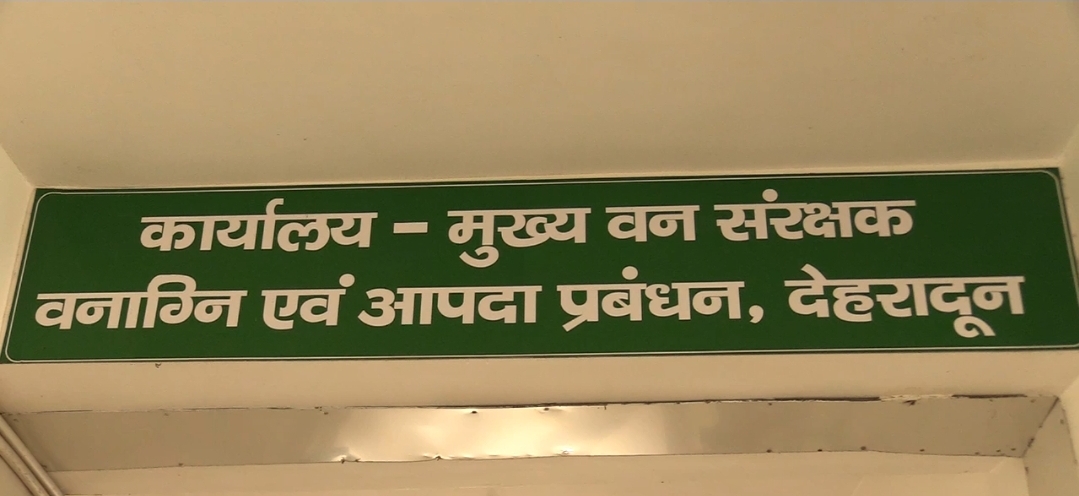 कार्यालय - मुख्य वन संरक्षक
वनाग्नि एवं आपदा प्रबंधन, देहरादून